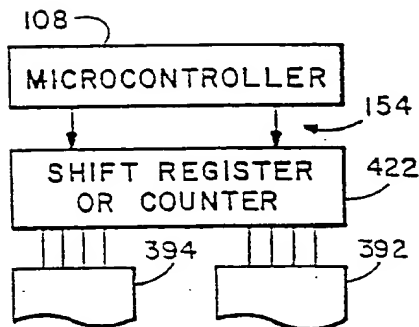 108
MICROCONTROLLER
154
SHIFT REGISTER
OR COUNTER
422
394
392